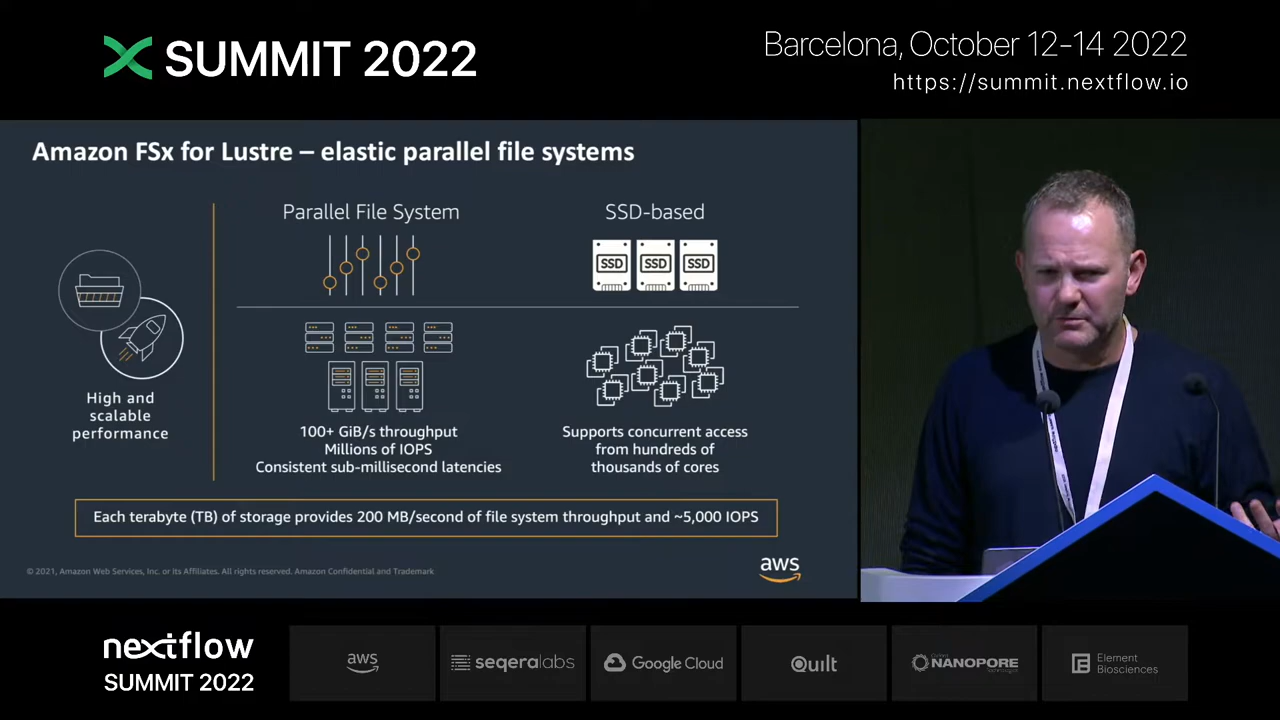 SUMMIT 2022
Barcelona, October 12-14 2022
https://summit.nextflow.io
Amazon FSx for Lustre – elastic parallel file systems
High and
scalable
performance
Parallel File System
SSD-based
SSD SSD SSD
100+ GiB/s throughput
Millions of IOPS
Consistent sub-millisecond latencies
Supports concurrent access
from hundreds of
thousands of cores
Each terabyte (TB) of storage provides 200 MB/second of file system throughput and ~5,000 IOPS
© 2021, Amazon Web Services, Inc. or its Affiliates. All rights reserved. Amazon Confidential and Trademark
aws
nextflow
SUMMIT 2022
aws
seqeralabs
Google Cloud
Quilt
NANOPORE
Element
Biosciences